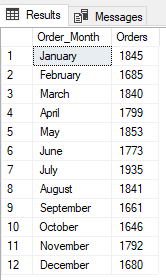 Results Messages
Order_Month Orders
1 January 1845
2 February 1685
3 March 1840
4 April 1799
5 May 1853
6 June 1773
7 July 1935
8 August 1841
9 September 1661
10 October 1646
11 November 1792
12 December 1680